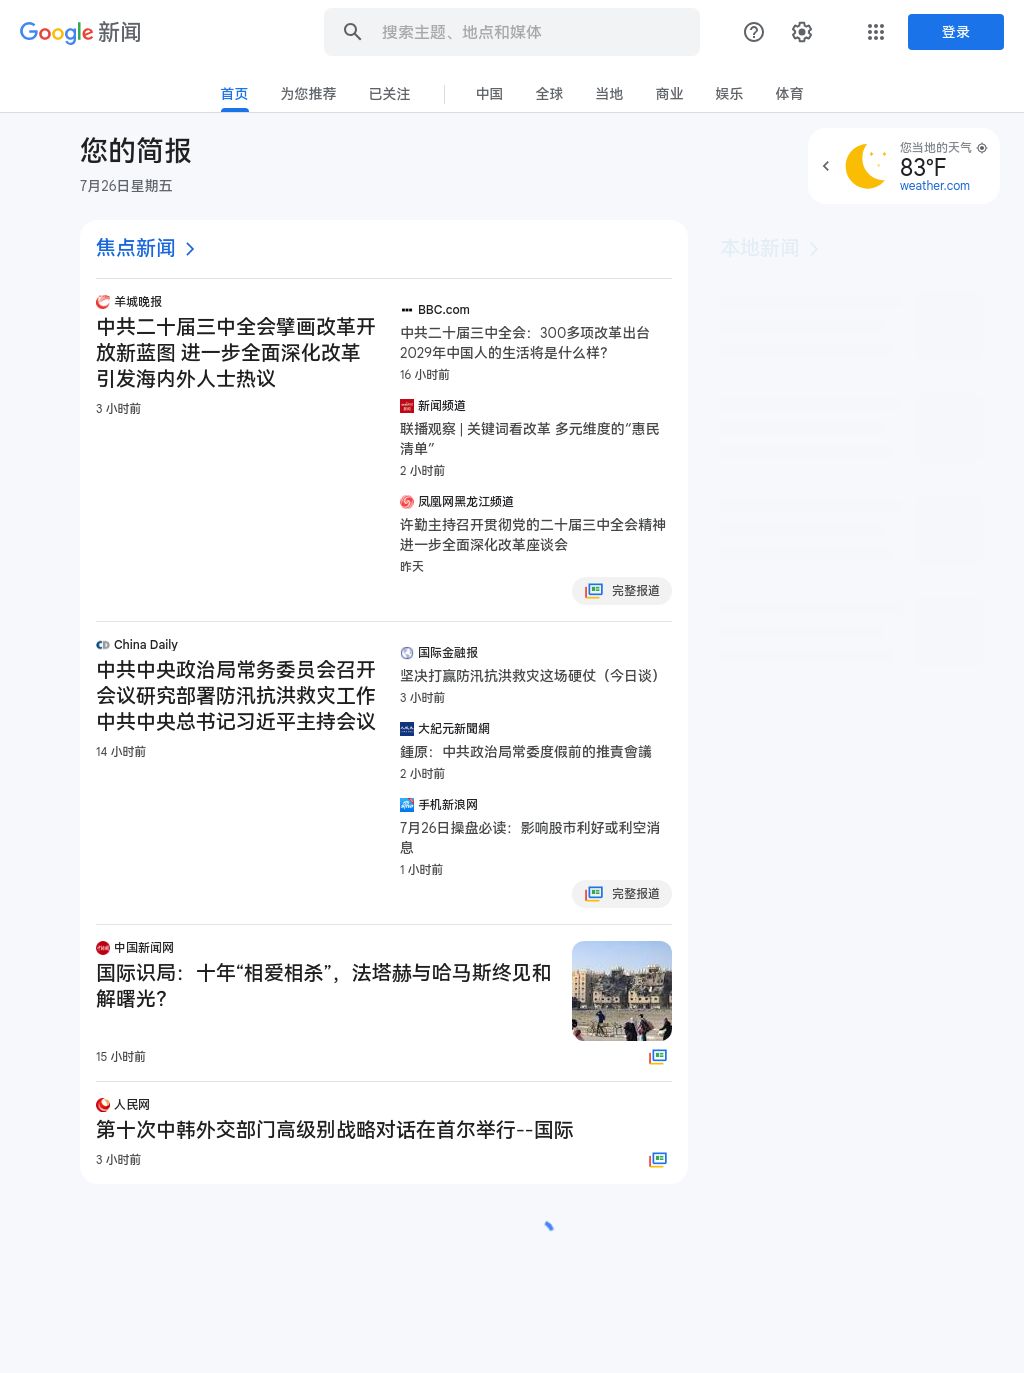 Google 新闻
搜索主题、地点和媒体
登录
首页
为您推荐
已关注
中国
全球
当地
商业
娱乐
体育
您的简报
7月26日星期五
您当地的天气
83°F
weather.com
焦点新闻
本地新闻
羊城晚报
中共二十届三中全会擘画改革开
放新蓝图 进一步全面深化改革
引发海内外人士热议
3 小时前
BBC.com
中共二十届三中全会：300多项改革出台
2029年中国人的生活将是什么样？
16 小时前
新闻频道
联播观察 | 关键词看改革 多元维度的“惠民
清单”
2 小时前
凤凰网黑龙江频道
许勤主持召开贯彻党的二十届三中全会精神
进一步全面深化改革座谈会
昨天
完整报道
China Daily
中共中央政治局常务委员会召开
会议研究部署防汛抗洪救灾工作
中共中央总书记习近平主持会议
14 小时前
国际金融报
坚决打赢防汛抗洪救灾这场硬仗（今日谈）
3 小时前
大紀元新聞網
鍾原：中共政治局常委度假前的推責會議
2 小时前
手机新浪网
7月26日操盘必读：影响股市利好或利空消
息
1 小时前
完整报道
中国新闻网
国际识局：十年“相爱相杀”，法塔赫与哈马斯终见和
解曙光？
15 小时前
人民网
第十次中韩外交部门高级别战略对话在首尔举行--国际
3 小时前